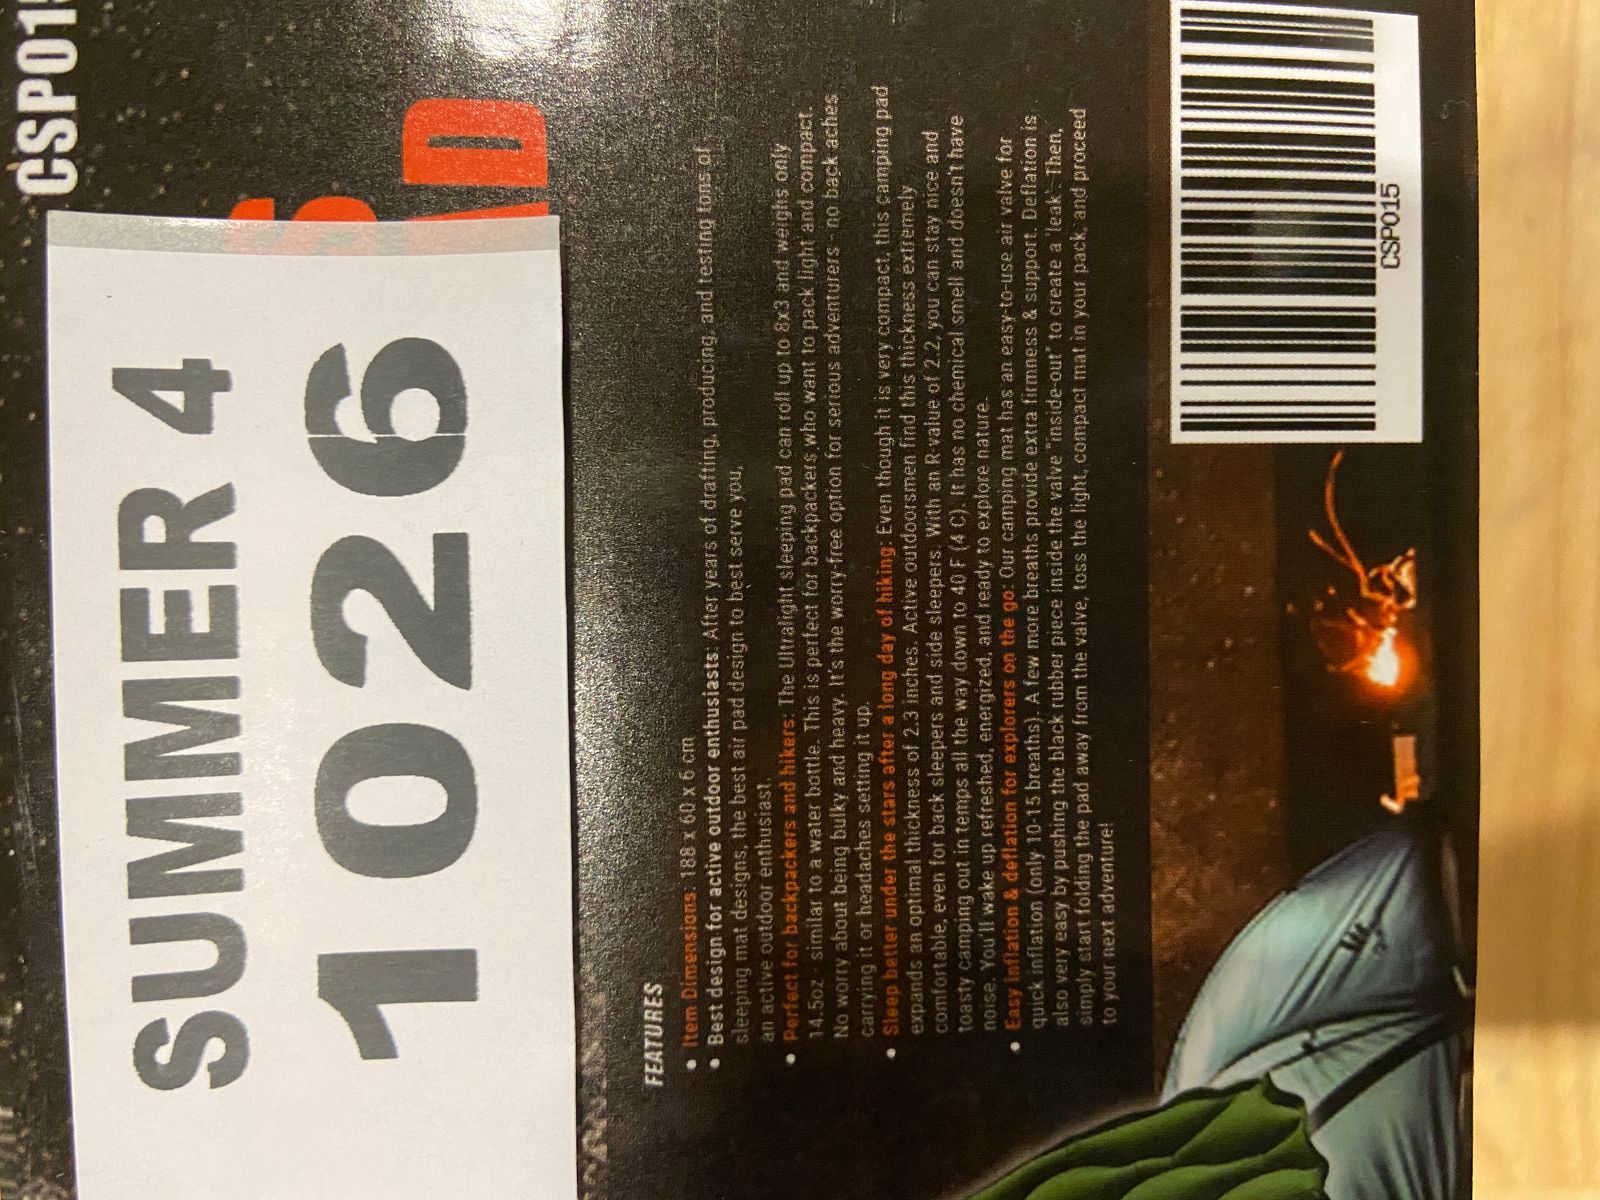 CSP015
S
AD
SUMMER 4
1026
FEATURES
• Item Dimensions: 188 x 60 x 6 cm
• Best design for active outdoor enthusiasts: After years of drafting, producing, and testing tons of
sleeping mat designs, the best air pad design to best serve you,
an active outdoor enthusiast.
• Perfect for backpackers and hikers: The Ultralight sleeping pad can roll up to 8x3 and weighs only
14.5oz - similar to a water bottle. This is perfect for backpackers who want to pack light and compact.
No worry about being bulky and heavy. It's the worry-free option for serious adventurers no back aches
carrying it or headaches setting it up.
• Sleep better under the stars after a long day of hiking: Even though it is very compact, this camping pad
expands an optimal thickness of 2.3 inches. Active outdoorsmen find this thickness extremely
comfortable, even for back sleepers and side sleepers. With an R-value of 2.2, you can stay nice and
toasty camping out in temps all the way down to 40 F (4 C). It has no chemical smell and doesn't have
noise. You'll wake up refreshed, energized, and ready to explore nature.
• Easy inflation & deflation for explorers on the go: Our camping mat has an easy-to-use air valve for
quick inflation (only 10-15 breaths). A few more breaths provide extra firmness & support. Deflation is
also very easy by pushing the black rubber piece inside the valve "inside-out" to create a 'leak'. Then,
simply start folding the pad away from the valve, toss the light, compact mat in your pack, and proceed
to your next adventure!
CSP015